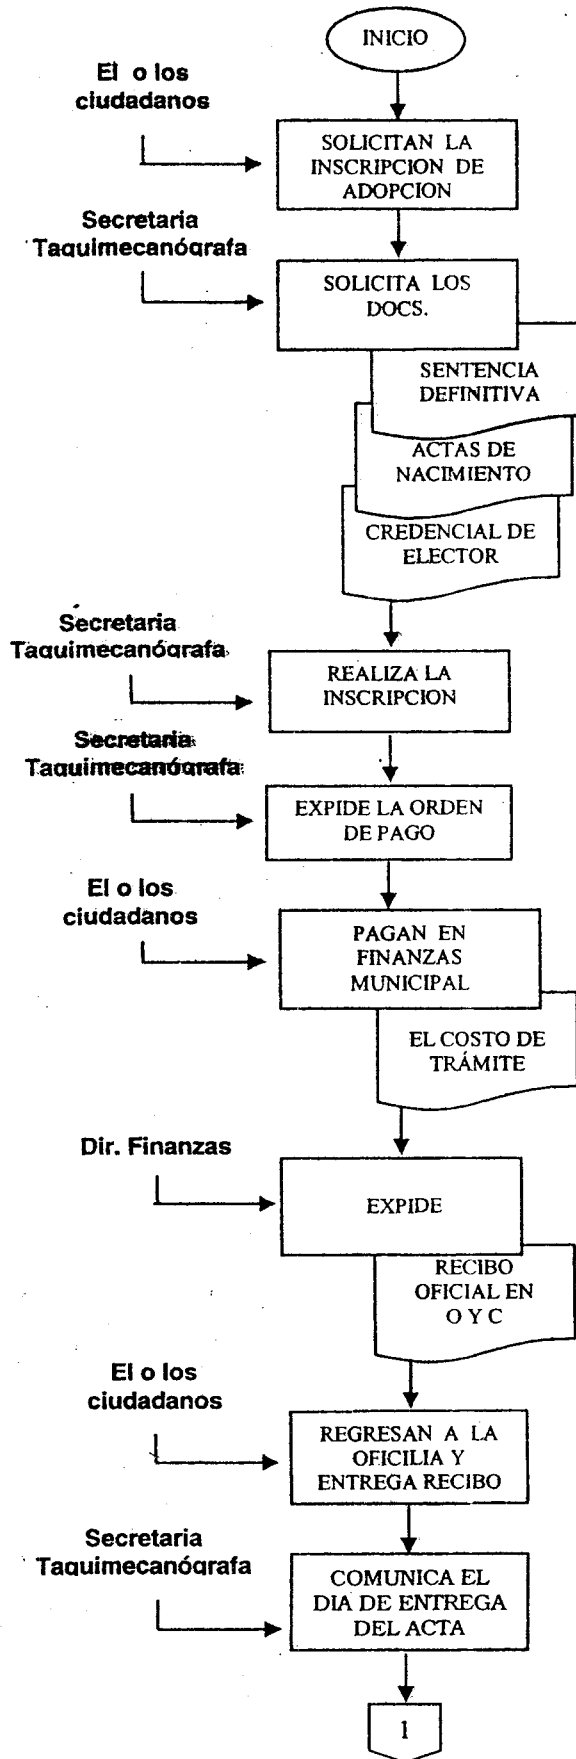 INICIO
El o los
ciudadanos
SOLICITAN LA
INSCRIPCION DE
ADOPCION
Secretaria
Taquimecanógrafa
SOLICITA LOS
DOCS.
SENTENCIA
DEFINITIVA
ACTAS DE
NACIMIENTO
CREDENCIAL DE
ELECTOR
Secretaria
Taquimecanógrafa
REALIZA LA
INSCRIPCION
Secretaria
Taquimecanógrafa
EXPIDE LA ORDEN
DE PAGO
El o los
ciudadanos
PAGAN EN
FINANZAS
MUNICIPAL
EL COSTO DE
TRÁMITE
Dir. Finanzas
EXPIDE
RECIBO
OFICIAL EN
O Y C
El o los
ciudadanos
REGRESAN A LA
OFICILIA Y
ENTREGA RECIBO
Secretaria
Taquimecanógrafa
COMUNICA EL
DIA DE ENTREGA
DEL ACTA
1